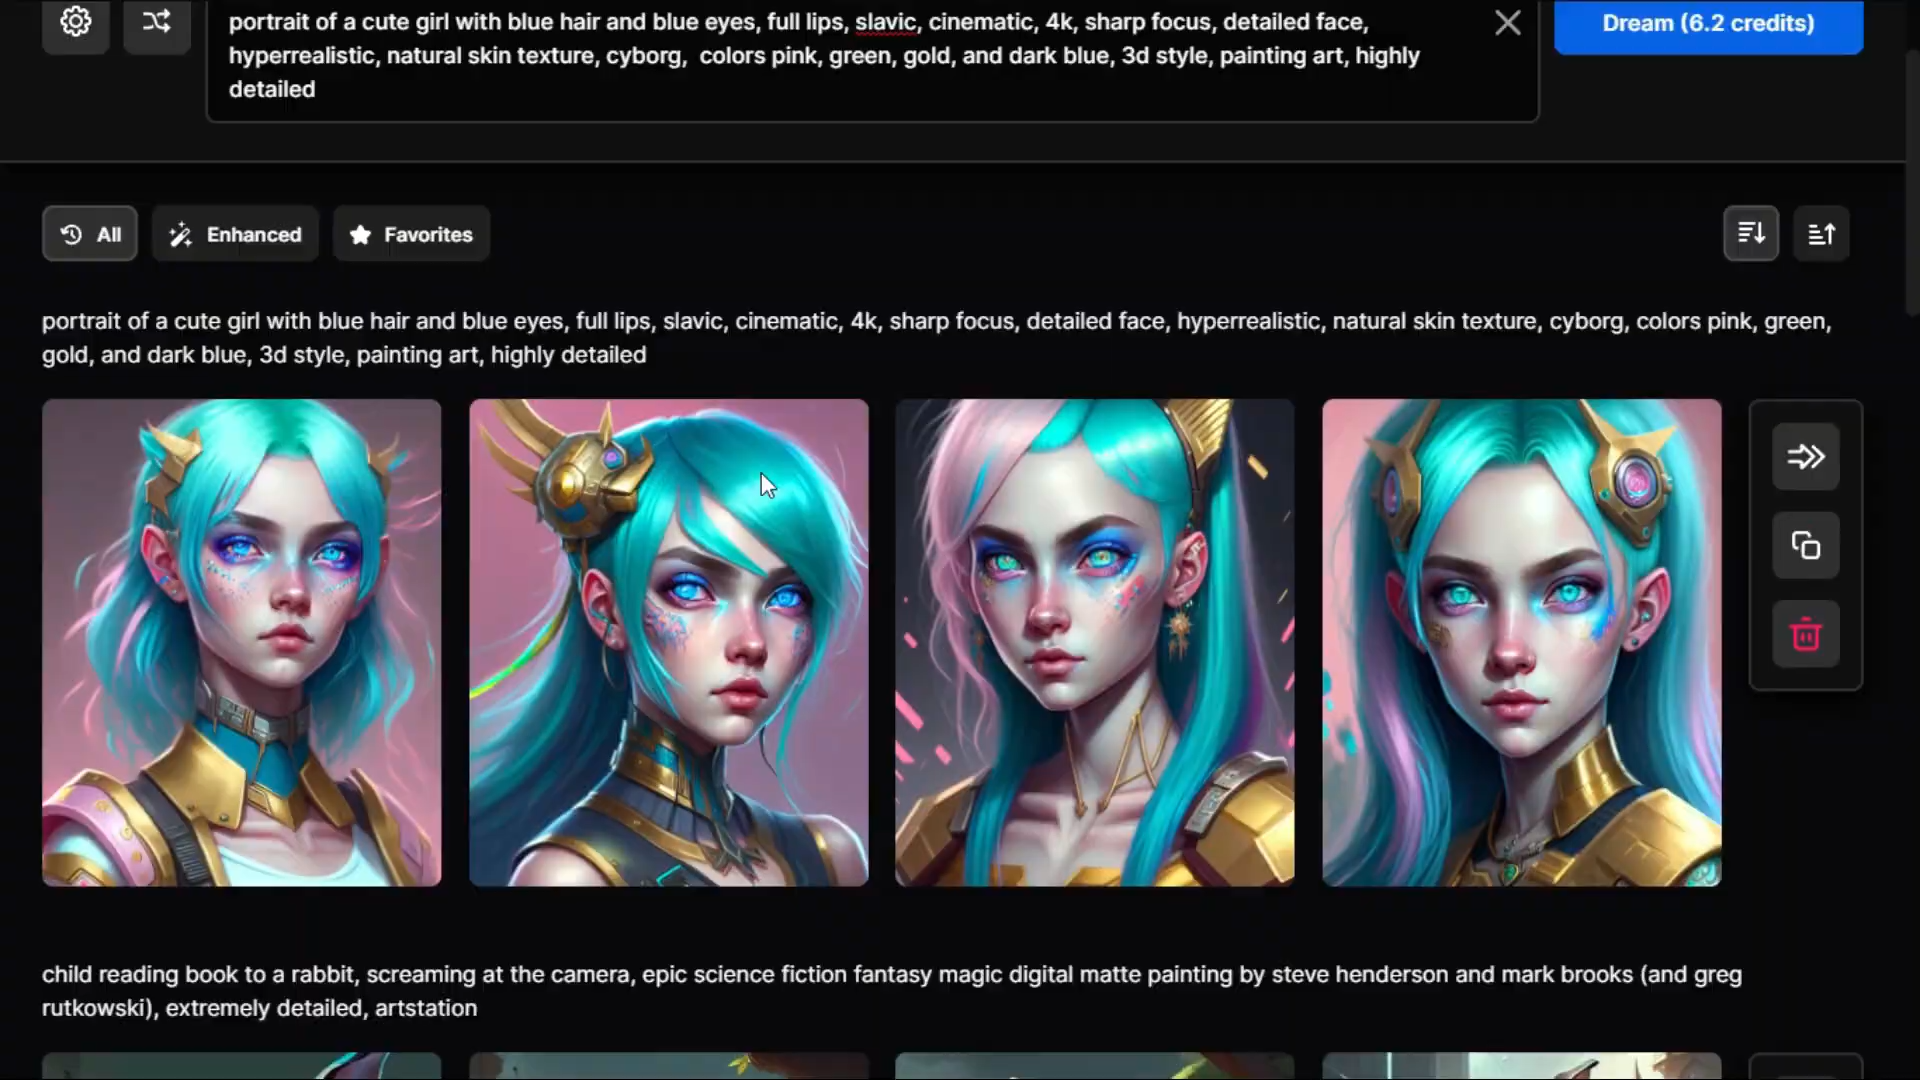 portrait of a cute girl with blue hair and blue eyes, full lips, slavic, cinematic, 4k, sharp focus, detailed face,
hyperrealistic, natural skin texture, cyborg,  colors pink, green, gold, and dark blue, 3d style, painting art, highly
detailed
Dream (6.2 credits)
All
Enhanced
Favorites
portrait of a cute girl with blue hair and blue eyes, full lips, slavic, cinematic, 4k, sharp focus, detailed face, hyperrealistic, natural skin texture, cyborg, colors pink, green,
gold, and dark blue, 3d style, painting art, highly detailed
child reading book to a rabbit, screaming at the camera, epic science fiction fantasy magic digital matte painting by steve henderson and mark brooks (and greg
rutkowski), extremely detailed, artstation